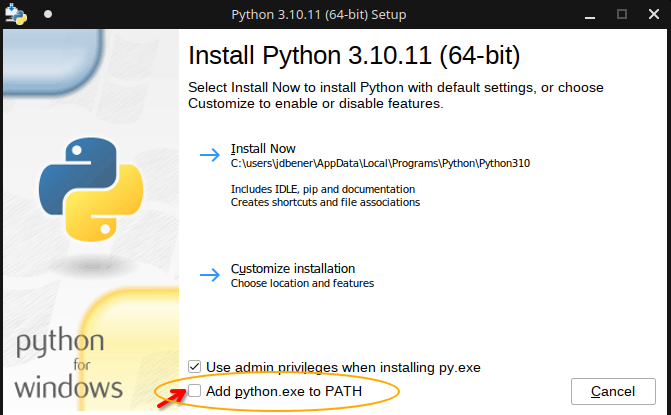 Python 3.10.11 (64-bit) Setup
Install Python 3.10.11 (64-bit)
Select Install Now to install Python with default settings, or choose
Customize to enable or disable features.
Install Now
C:\users\jdbener\AppData\Local\Programs\Python\Python310
Includes IDLE, pip and documentation
Creates shortcuts and file associations
Customize installation
Choose location and features
python
for
windows
Use admin privileges when installing py.exe
Add python.exe to PATH
Cancel